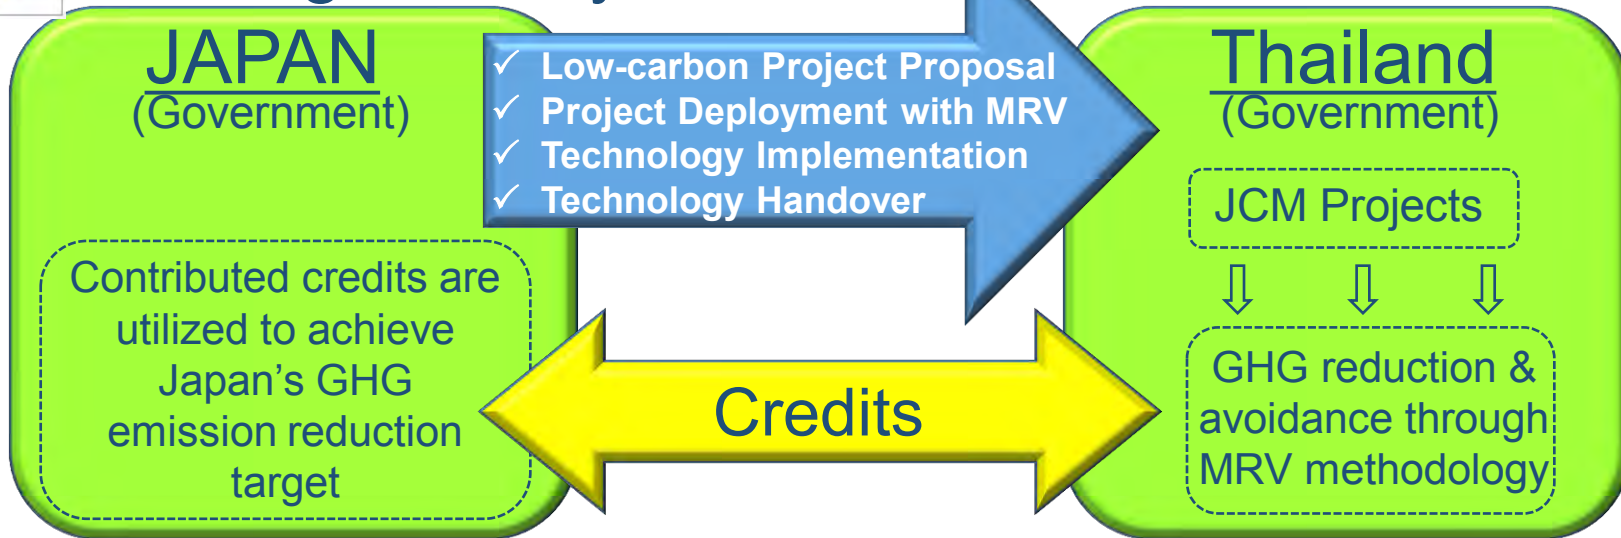 JAPAN
(Government)
Contributed credits are
utilized to achieve
Japan’s GHG
emission reduction
target
✓ Low-carbon Project Proposal
✓ Project Deployment with MRV
✓ Technology Implementation
✓ Technology Handover
Credits
Thailand
(Government)
JCM Projects
GHG reduction &
avoidance through
MRV methodology